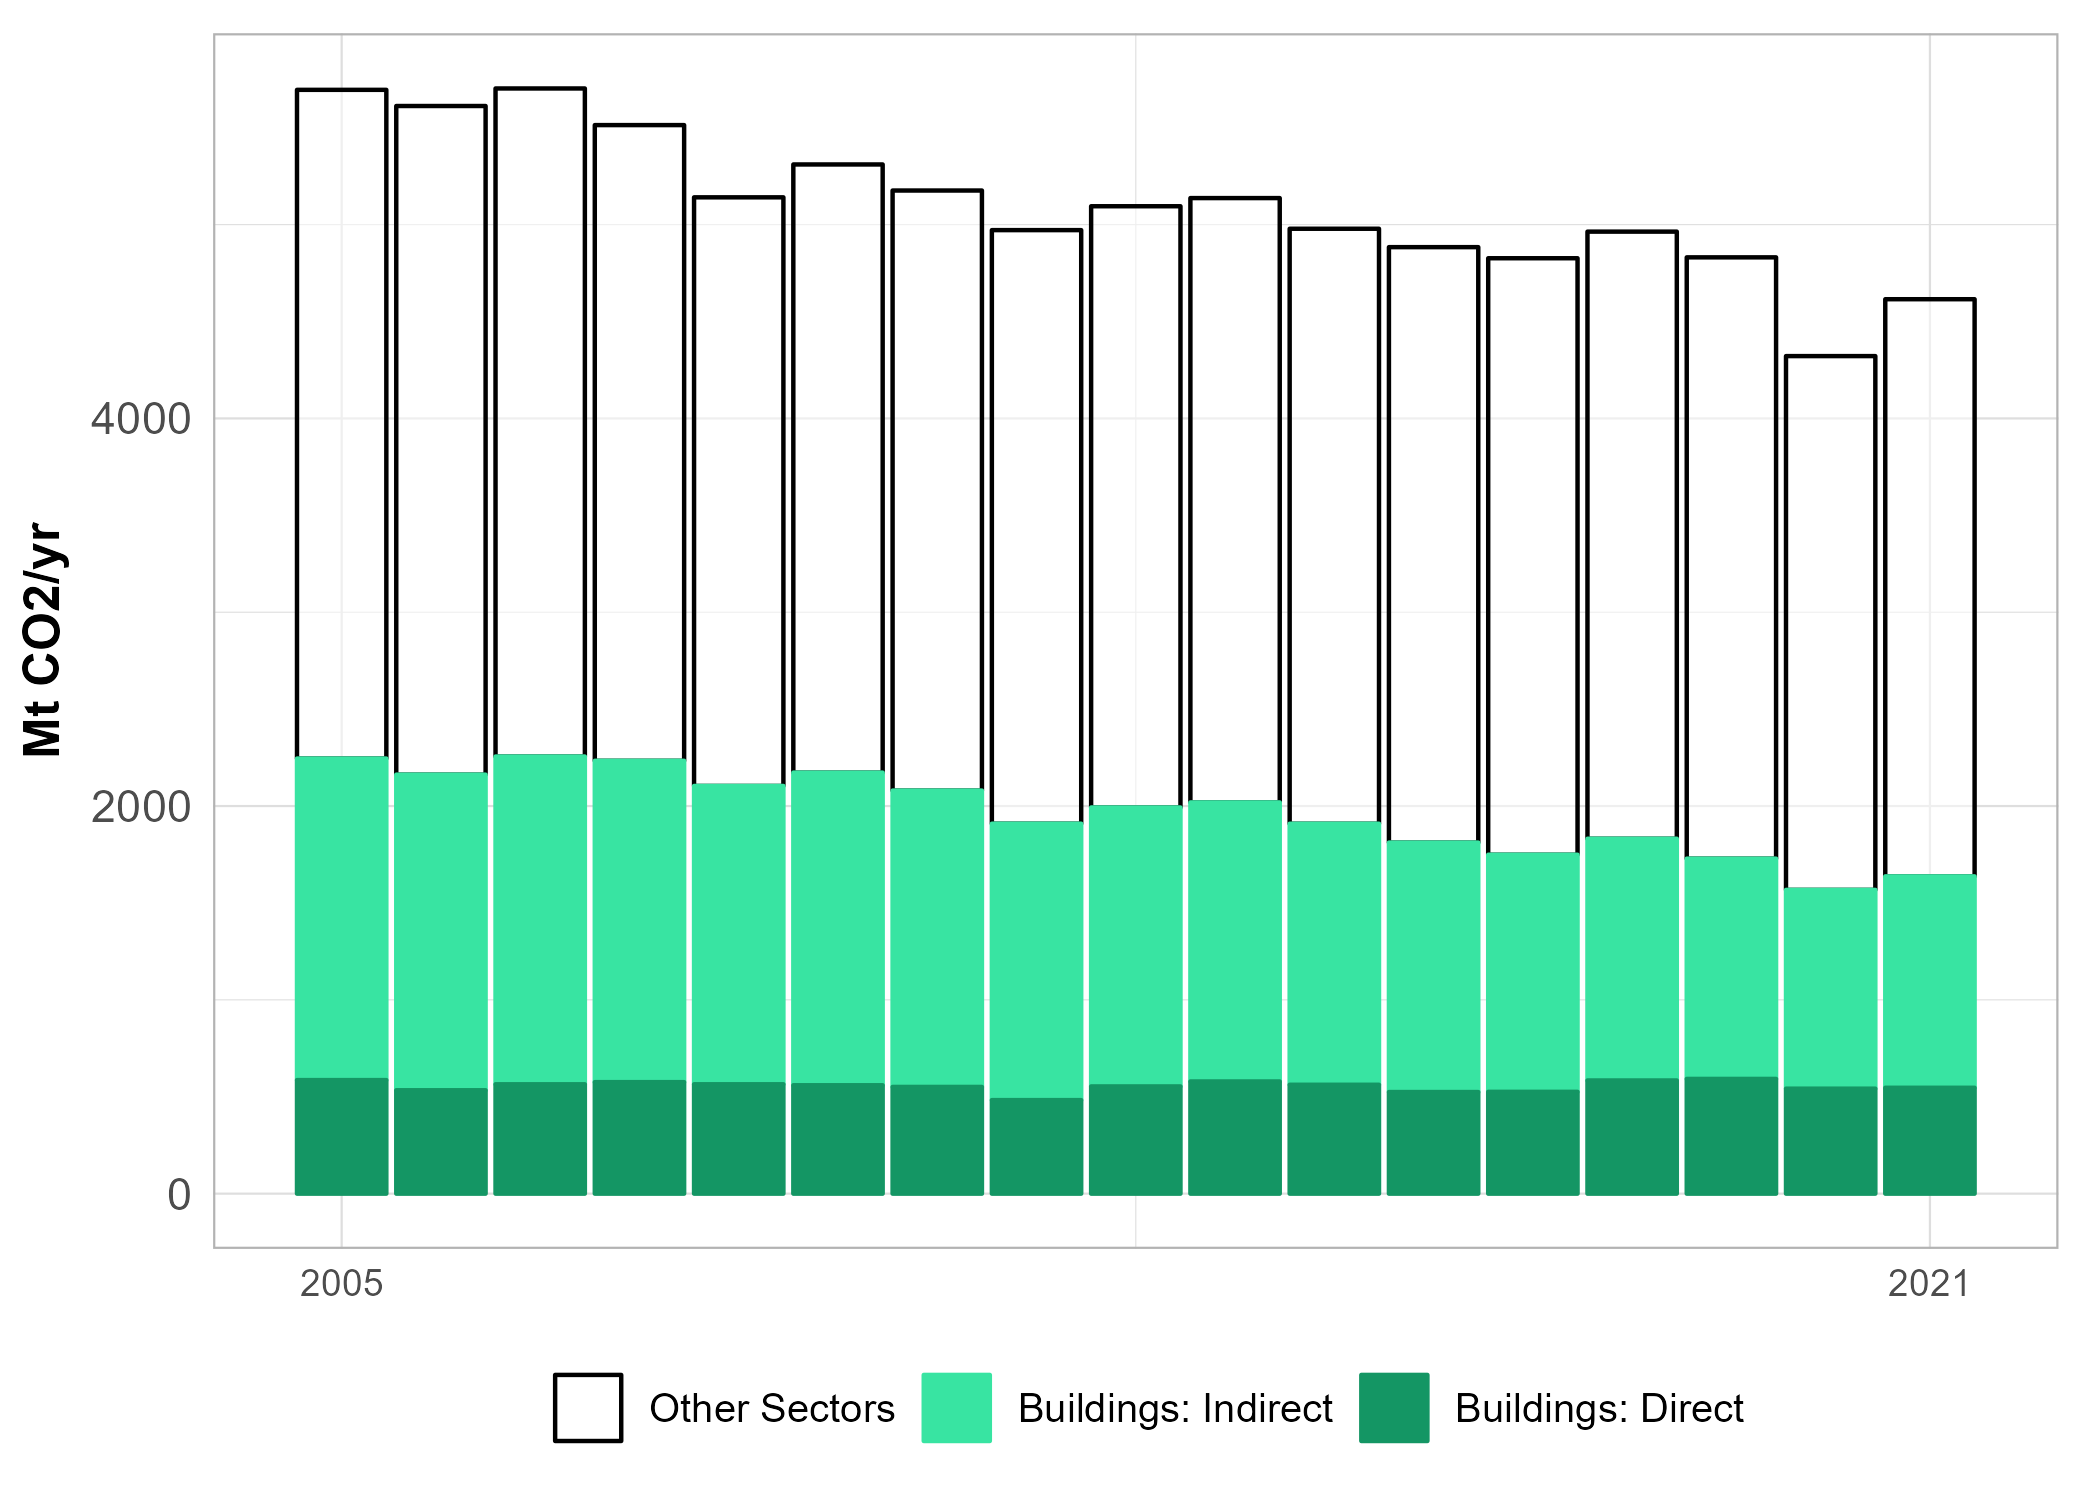 Mt CO2/yr
4000
2000
0
2005
2021
Other Sectors
Buildings: Indirect
Buildings: Direct